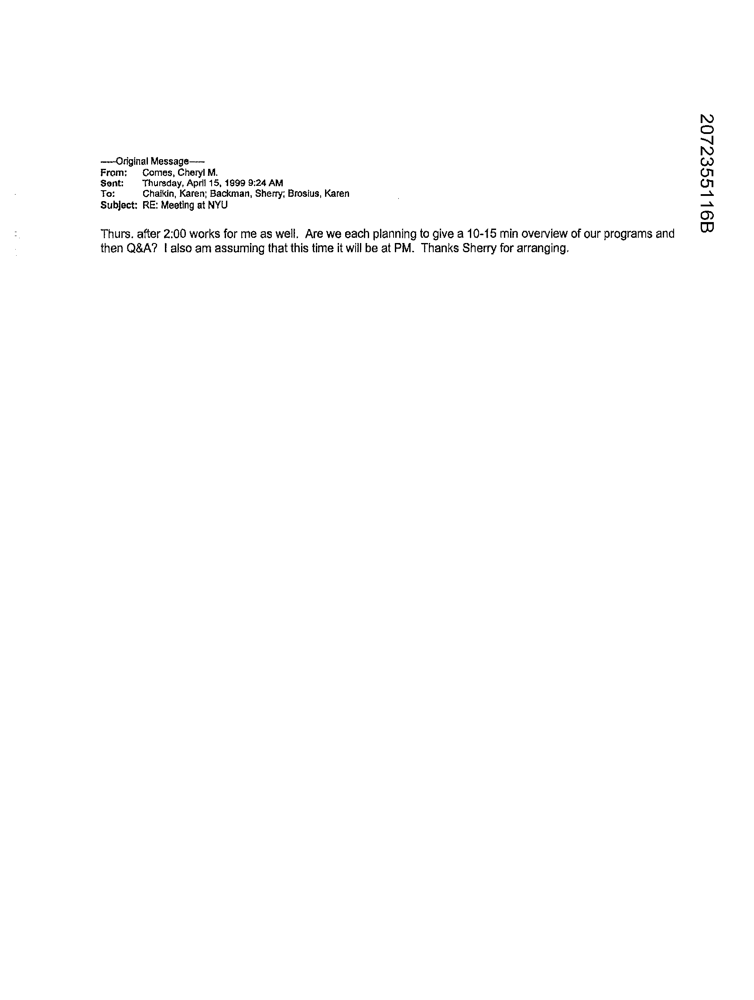 -----Original Message-----
From: Comes, Cheryl M.
Sent: Thursday, April 15, 1999 9:24 AM
To: Chaikin, Karen; Backman, Sherry; Brosius, Karen
Subject: RE: Meeting at NYU
Thurs. after 2:00 works for me as well. Are we each planning to give a 10-15 min overview of our programs and
then Q&A? I also am assuming that this time it will be at PM. Thanks Sherry for arranging.
2072355116B